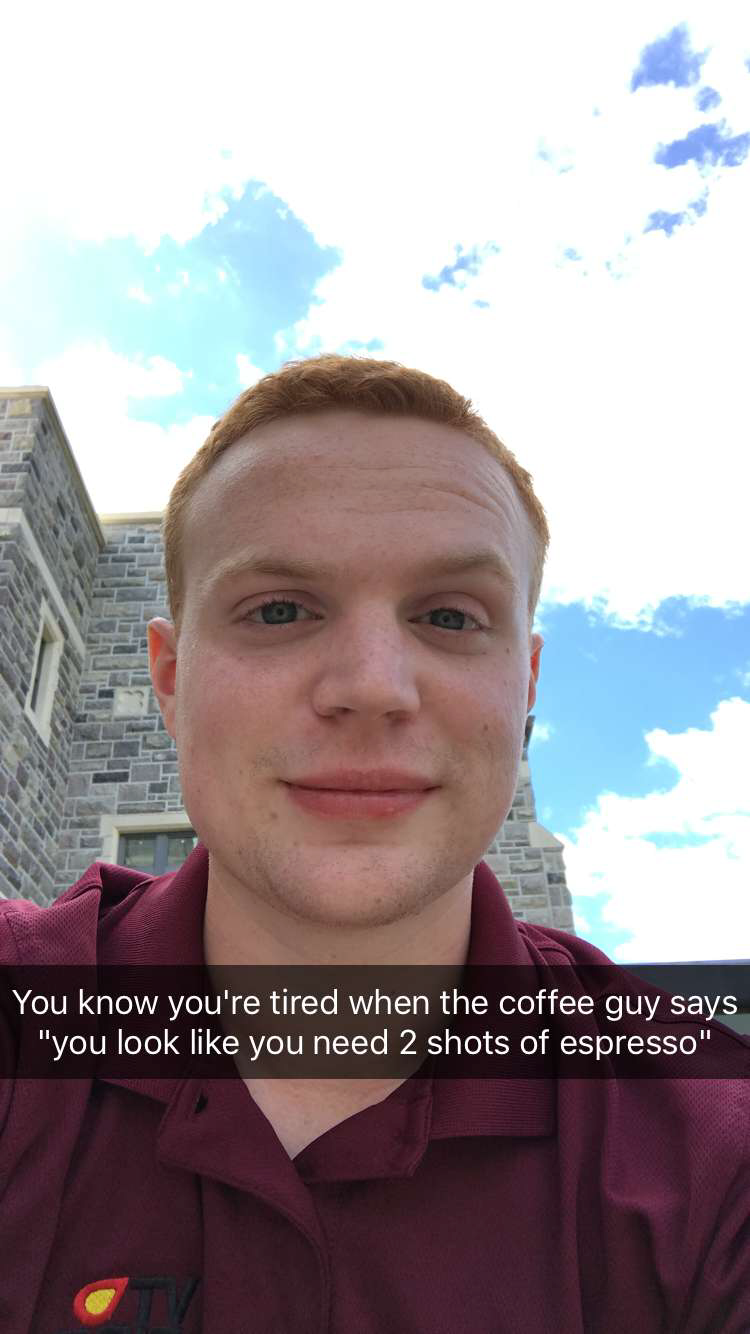 You know you're tired when the coffee guy says
"you look like you need 2 shots of espresso"
TV